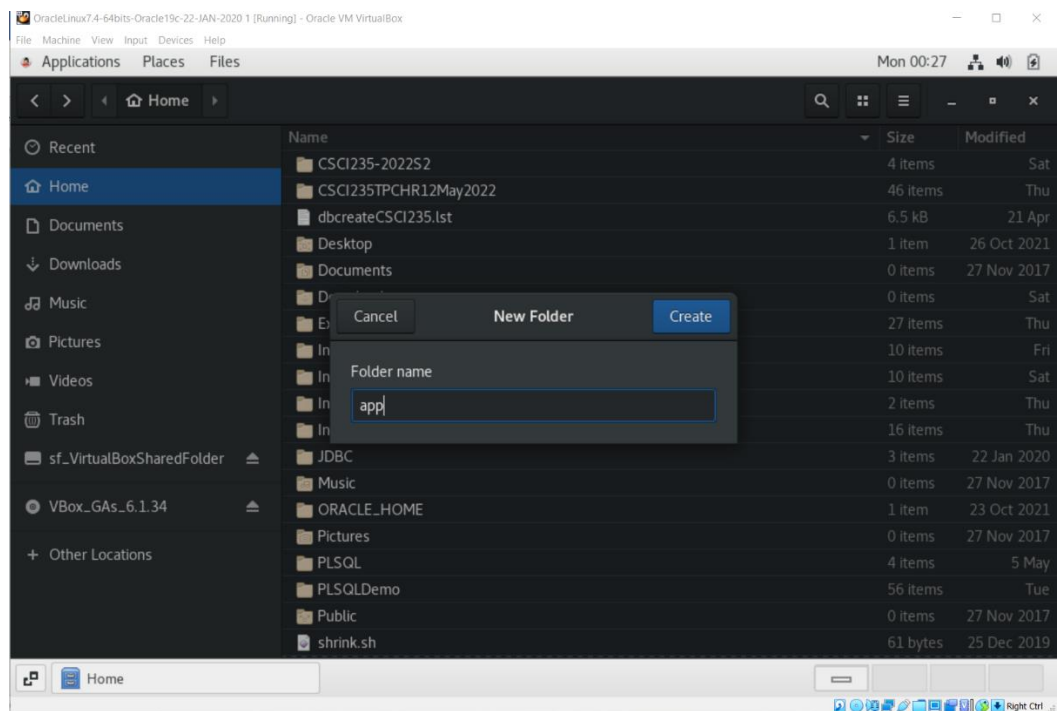 OracleLinux7.4-64bits-Oracle19c-22-JAN-2020 1 [Running] - Oracle VM VirtualBox
File Machine View Input Devices Help
Applications Places Files Mon 00:27
Home
Name Size Modified
Recent
Home
Documents
Downloads
Music
Pictures
Videos
Trash
sf_VirtualBoxSharedFolder
VBox_GAs_6.1.34
+ Other Locations
CSCI235-2022S2 4 items Sat
CSCI235TPCHR12May2022 46 items Thu
dbcreateCSCI235.lst 6.5 kB 21 Apr
Desktop 1 item 26 Oct 2021
Documents 0 items 27 Nov 2017
0 items Sat
27 items Thu
10 items Fri
10 items Sat
2 items Thu
16 items Thu
Cancel New Folder Create
Folder name
app
JDBC 3 items 22 Jan 2020
Music 0 items 27 Nov 2017
ORACLE_HOME 1 item 23 Oct 2021
Pictures 0 items 27 Nov 2017
PLSQL 4 items 5 May
PLSQLDemo 56 items Tue
Public 0 items 27 Nov 2017
shrink.sh 61 bytes 25 Dec 2019
Home
Right Ctrl